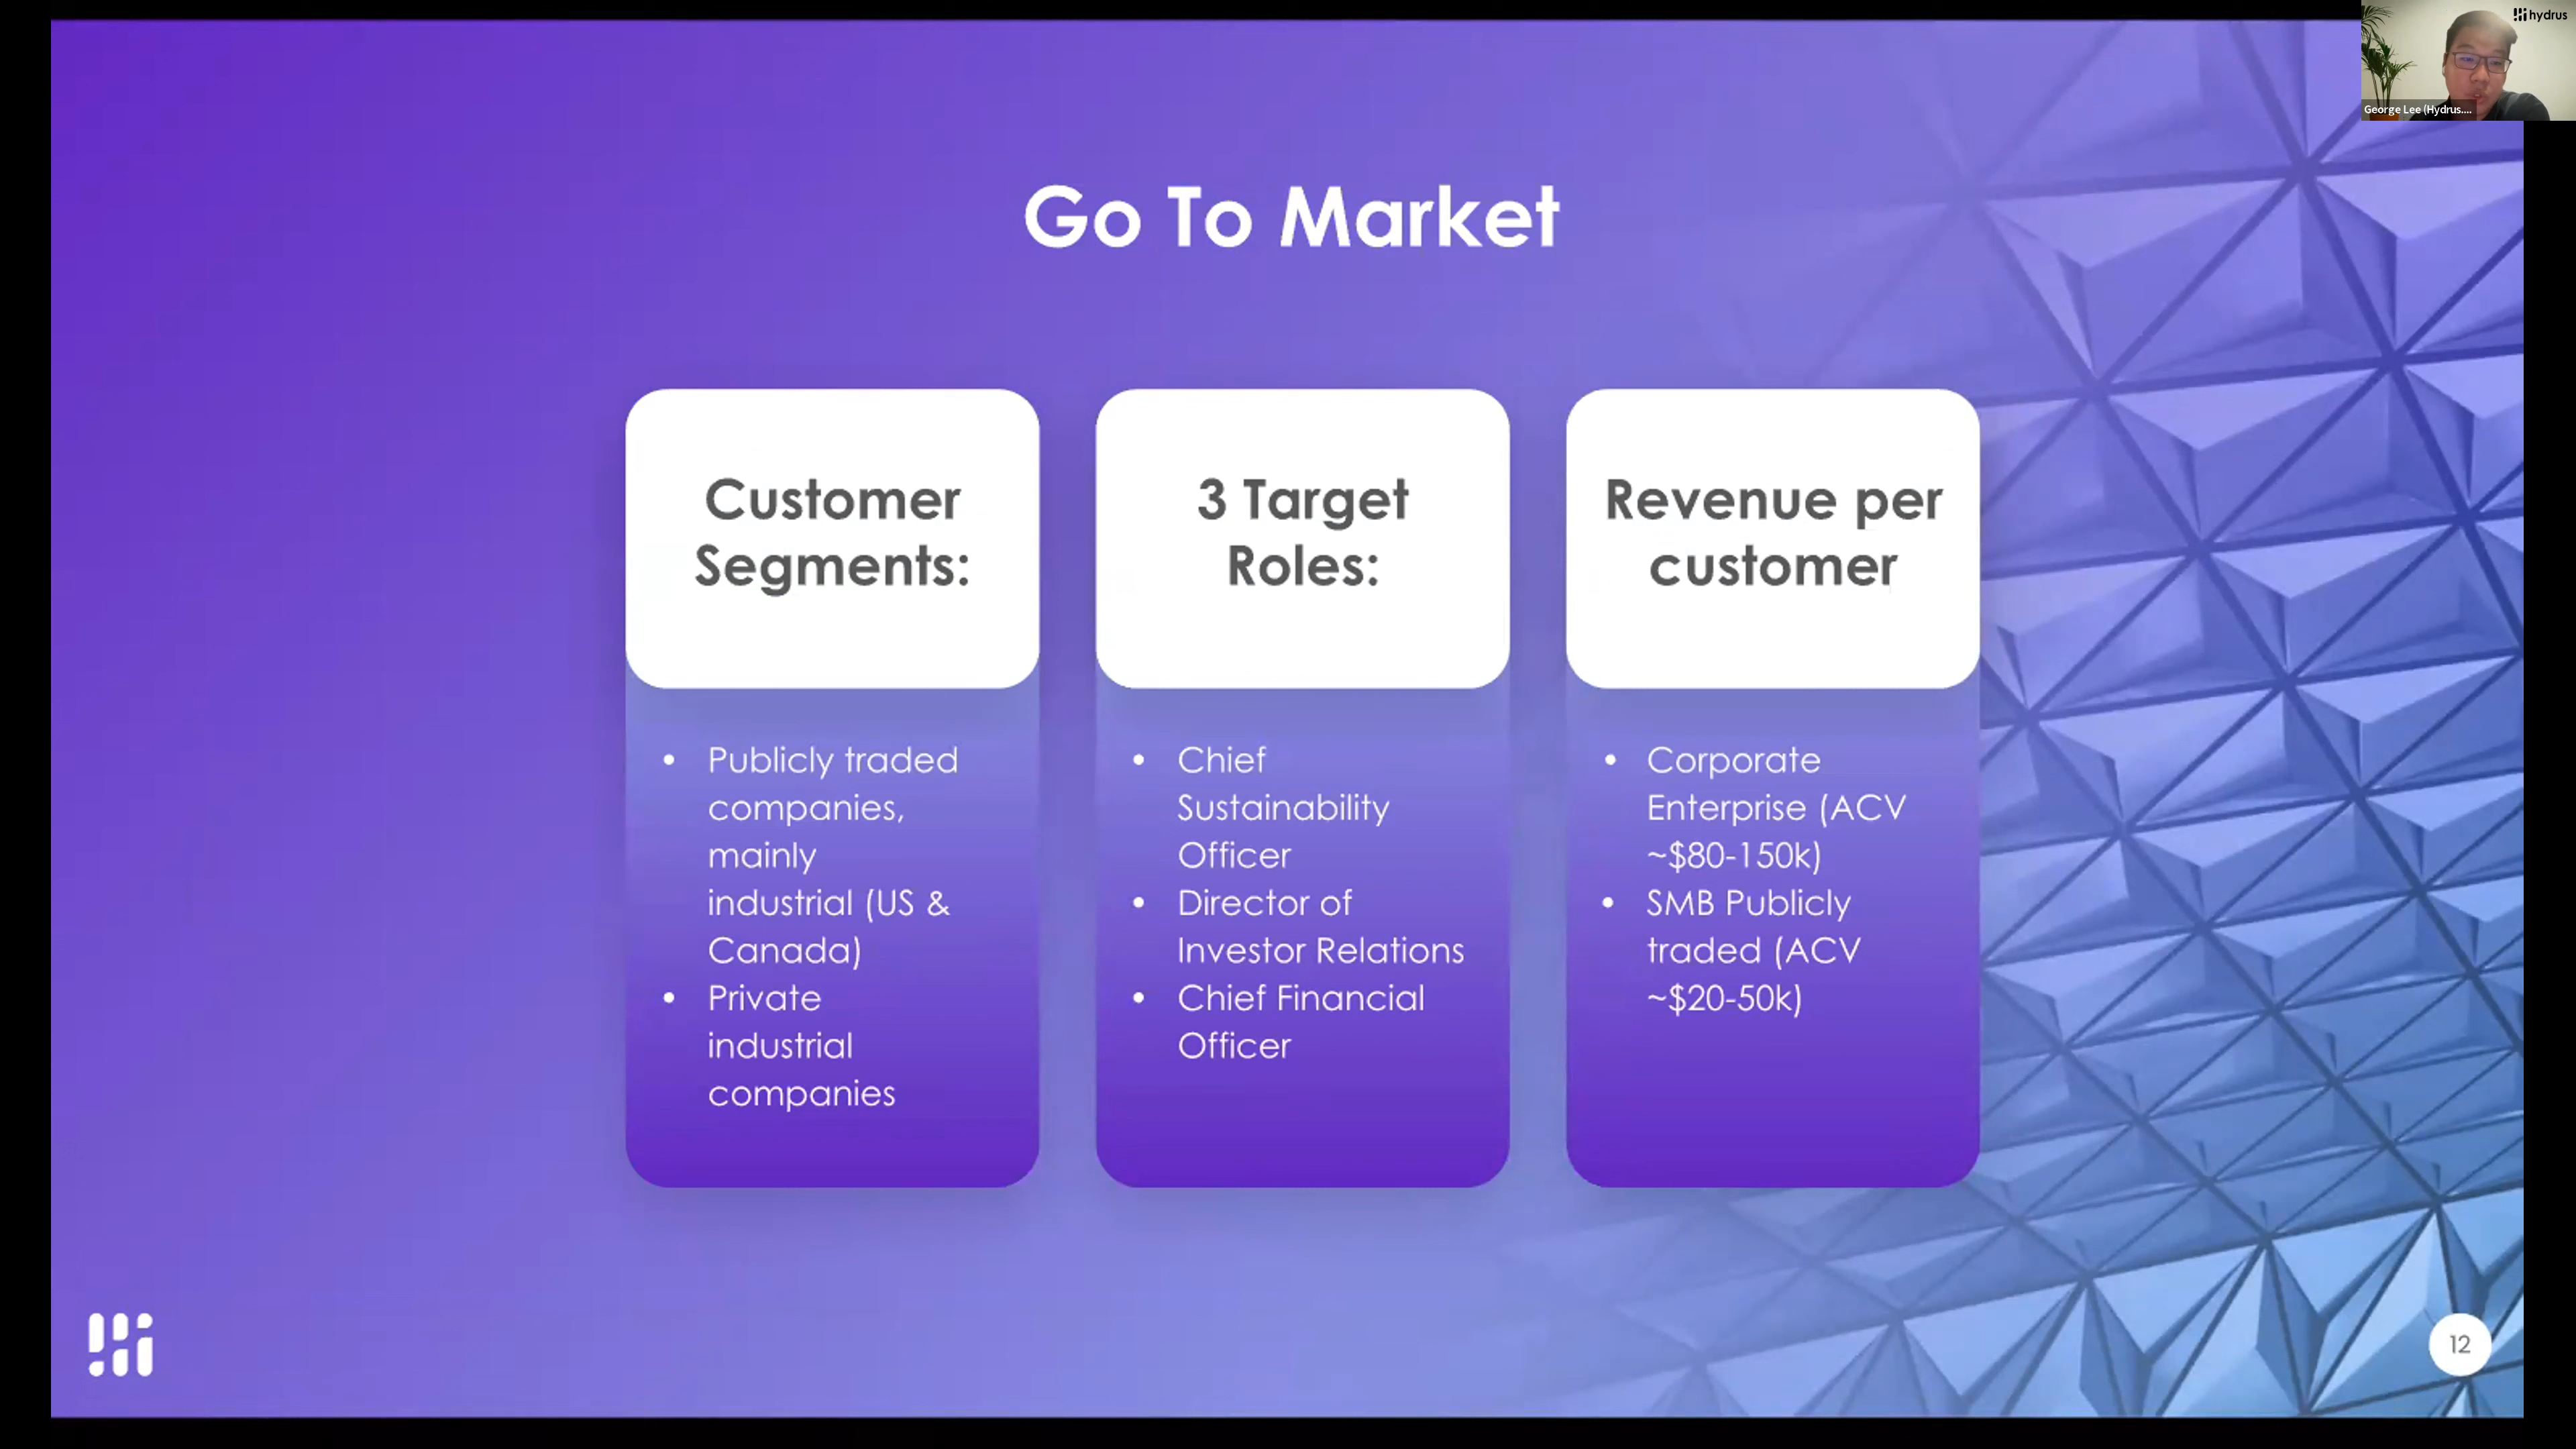 hydrus
George Lee (Hydrus....
Go To Market
Customer
Segments:
• Publicly traded
companies,
mainly
industrial (US &
Canada)
• Private
industrial
companies
3 Target
Roles:
• Chief
Sustainability
Officer
• Director of
Investor Relations
• Chief Financial
Officer
Revenue per
customer
• Corporate
Enterprise (ACV
~$80-150k)
• SMB Publicly
traded (ACV
~$20-50k)
12